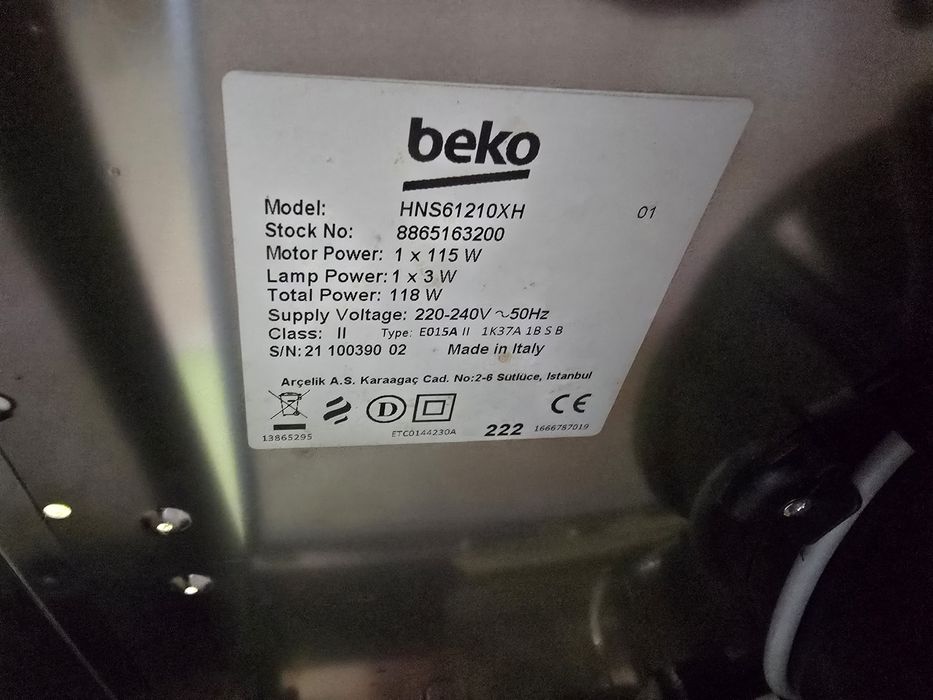 beko
Model: HNS61210XH 01
Stock No: 8865163200
Motor Power: 1 x 115 W
Lamp Power: 1 x 3 W
Total Power: 118 W
Supply Voltage: 220-240V ~ 50Hz
Class: II Type: E015A II 1K37A 1B S B
S/N: 21 100390 02 Made in Italy
Arçelik A.S. Karaagaç Cad. No:2-6 Sütlüce, Istanbul
D CE
13865295 ETC0144230A 222 1666787019